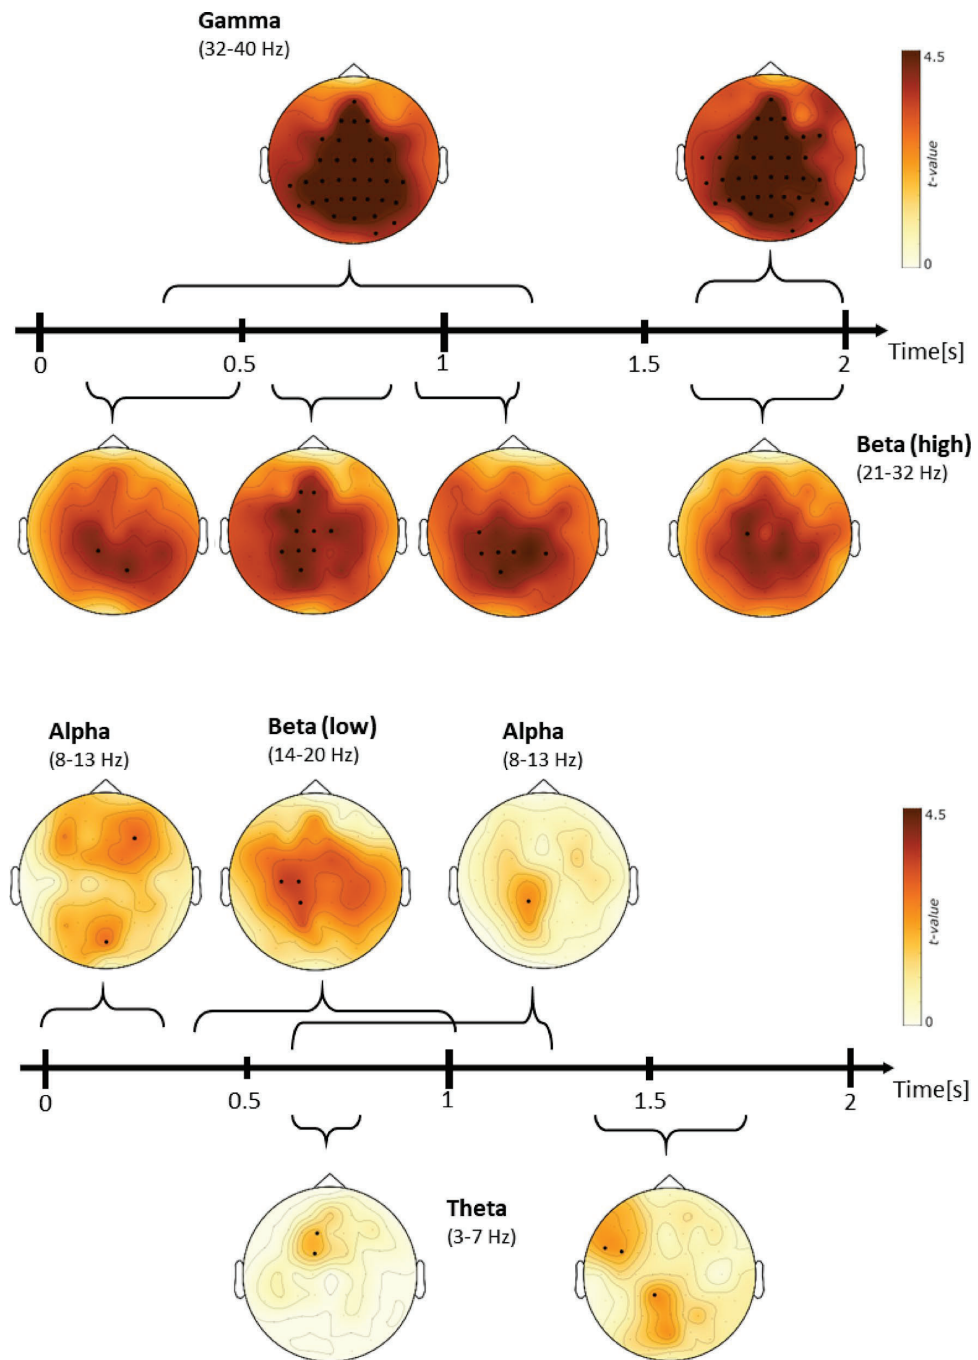 Gamma
(32-40 Hz)
4.5
t-value
0
0
0.5
1
1.5
2
Time[s]
Beta (high)
(21-32 Hz)
Alpha
(8-13 Hz)
Beta (low)
(14-20 Hz)
Alpha
(8-13 Hz)
4.5
t-value
0
0
0.5
1
1.5
2
Time[s]
Theta
(3-7 Hz)